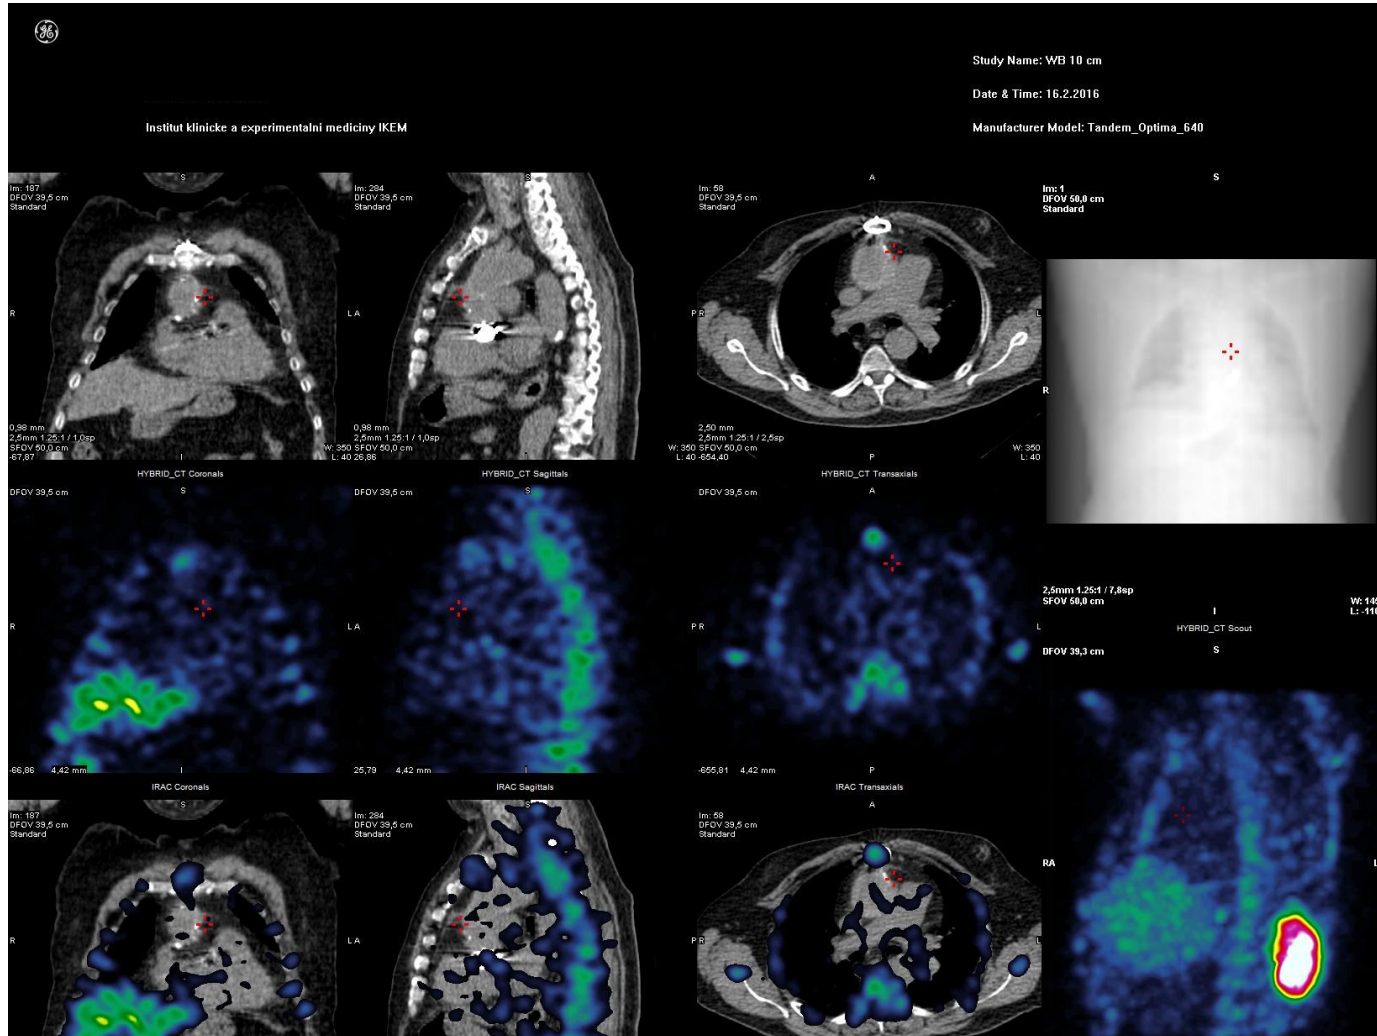 Study Name: WB 10 cm
Date & Time: 16.2.2016
Institut klinicke a experimentalni mediciny IKEM
Manufacturer Model: Tandem_Optima_640
Im: 187
DFOV 39,5 cm
Standard
S
R
L
0,98 mm
2,5mm 1.25:1 / 1,0sp
SFOV 50,0 cm
-67,87
I
W: 350
L: 40
HYBRID_CT Coronals
Im: 284
DFOV 39,5 cm
Standard
S
A
P
0,98 mm
2,5mm 1.25:1 / 1,0sp
SFOV 50,0 cm
26,86
I
W: 350
L: 40
HYBRID_CT Sagittals
Im: 58
DFOV 39,5 cm
Standard
A
R
L
2,50 mm
2,5mm 1.25:1 / 2,5sp
SFOV 50,0 cm
-654,40
P
W: 350
L: 40
HYBRID_CT Transaxials
Im: 1
DFOV 50,0 cm
Standard
S
R
2,5mm 1.25:1 / 7,8sp
SFOV 50,0 cm
I
HYBRID_CT Scout
DFOV 39,5 cm
S
R
L
-66,86
4,42 mm
I
IRAC Coronals
DFOV 39,5 cm
S
A
P
25,79
4,42 mm
I
IRAC Sagittals
DFOV 39,5 cm
A
R
L
-655,81
4,42 mm
P
IRAC Transaxials
DFOV 39,3 cm
S
RA
L
Im: 187
DFOV 39,5 cm
Standard
S
R
L
Im: 284
DFOV 39,5 cm
Standard
S
A
P
Im: 58
DFOV 39,5 cm
Standard
A
R
L